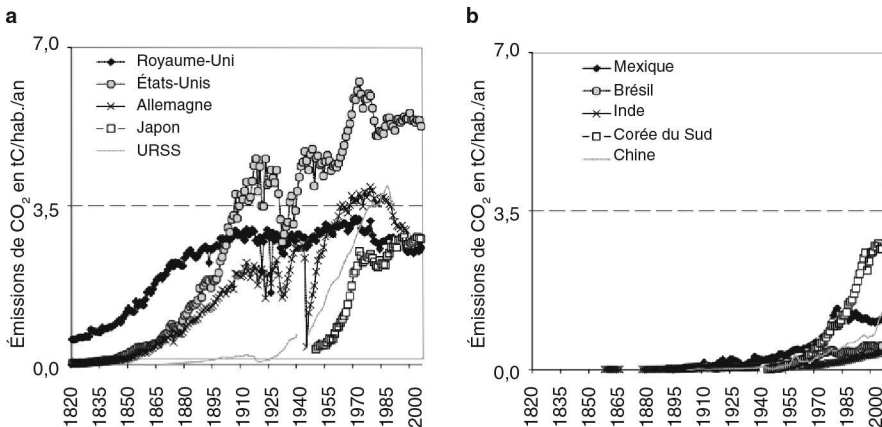 a
Émissions de CO2 en tC/hab./an
7,0
3,5
0,0
Royaume-Uni
États-Unis
Allemagne
Japon
URSS
1820
1835
1850
1865
1880
1895
1910
1925
1940
1955
1970
1985
2000
b
Émissions de CO2 en tC/hab./an
7,0
3,5
0,0
Mexique
Brésil
Inde
Corée du Sud
Chine
1820
1835
1850
1865
1880
1895
1910
1925
1940
1955
1970
1985
2000